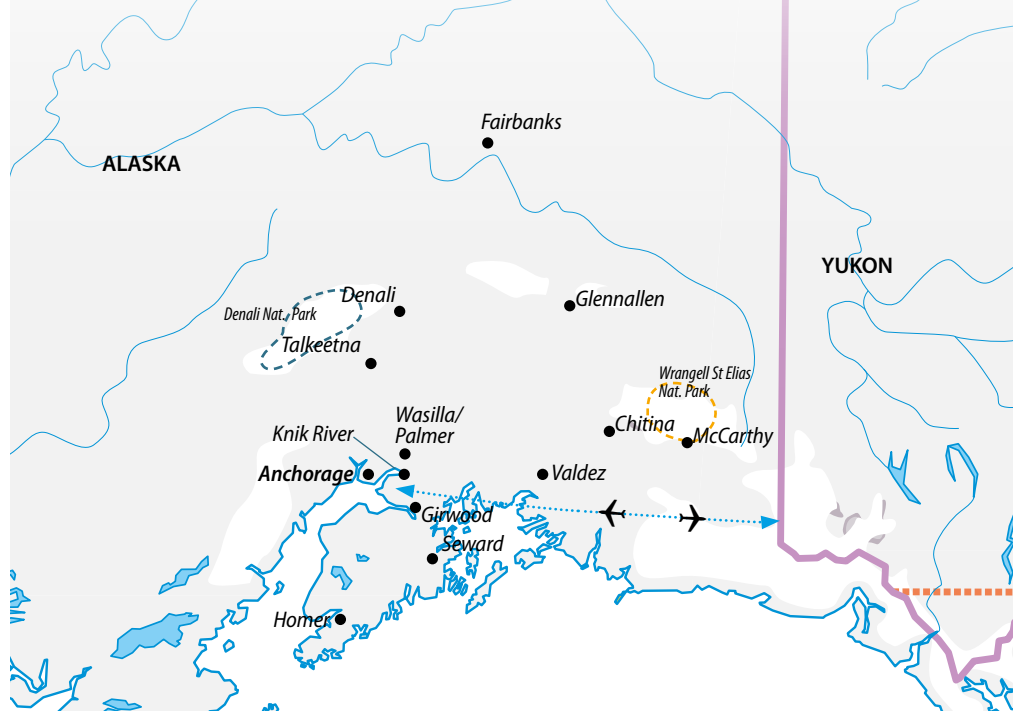 Fairbanks
ALASKA
YUKON
Denali
Glennallen
Denali Nat. Park
Talkeetna
Wrangell St Elias
Nat. Park
Wasilla/
Palmer
Knik River
Chitina
McCarthy
Anchorage
Valdez
Girwood
Seward
Homer